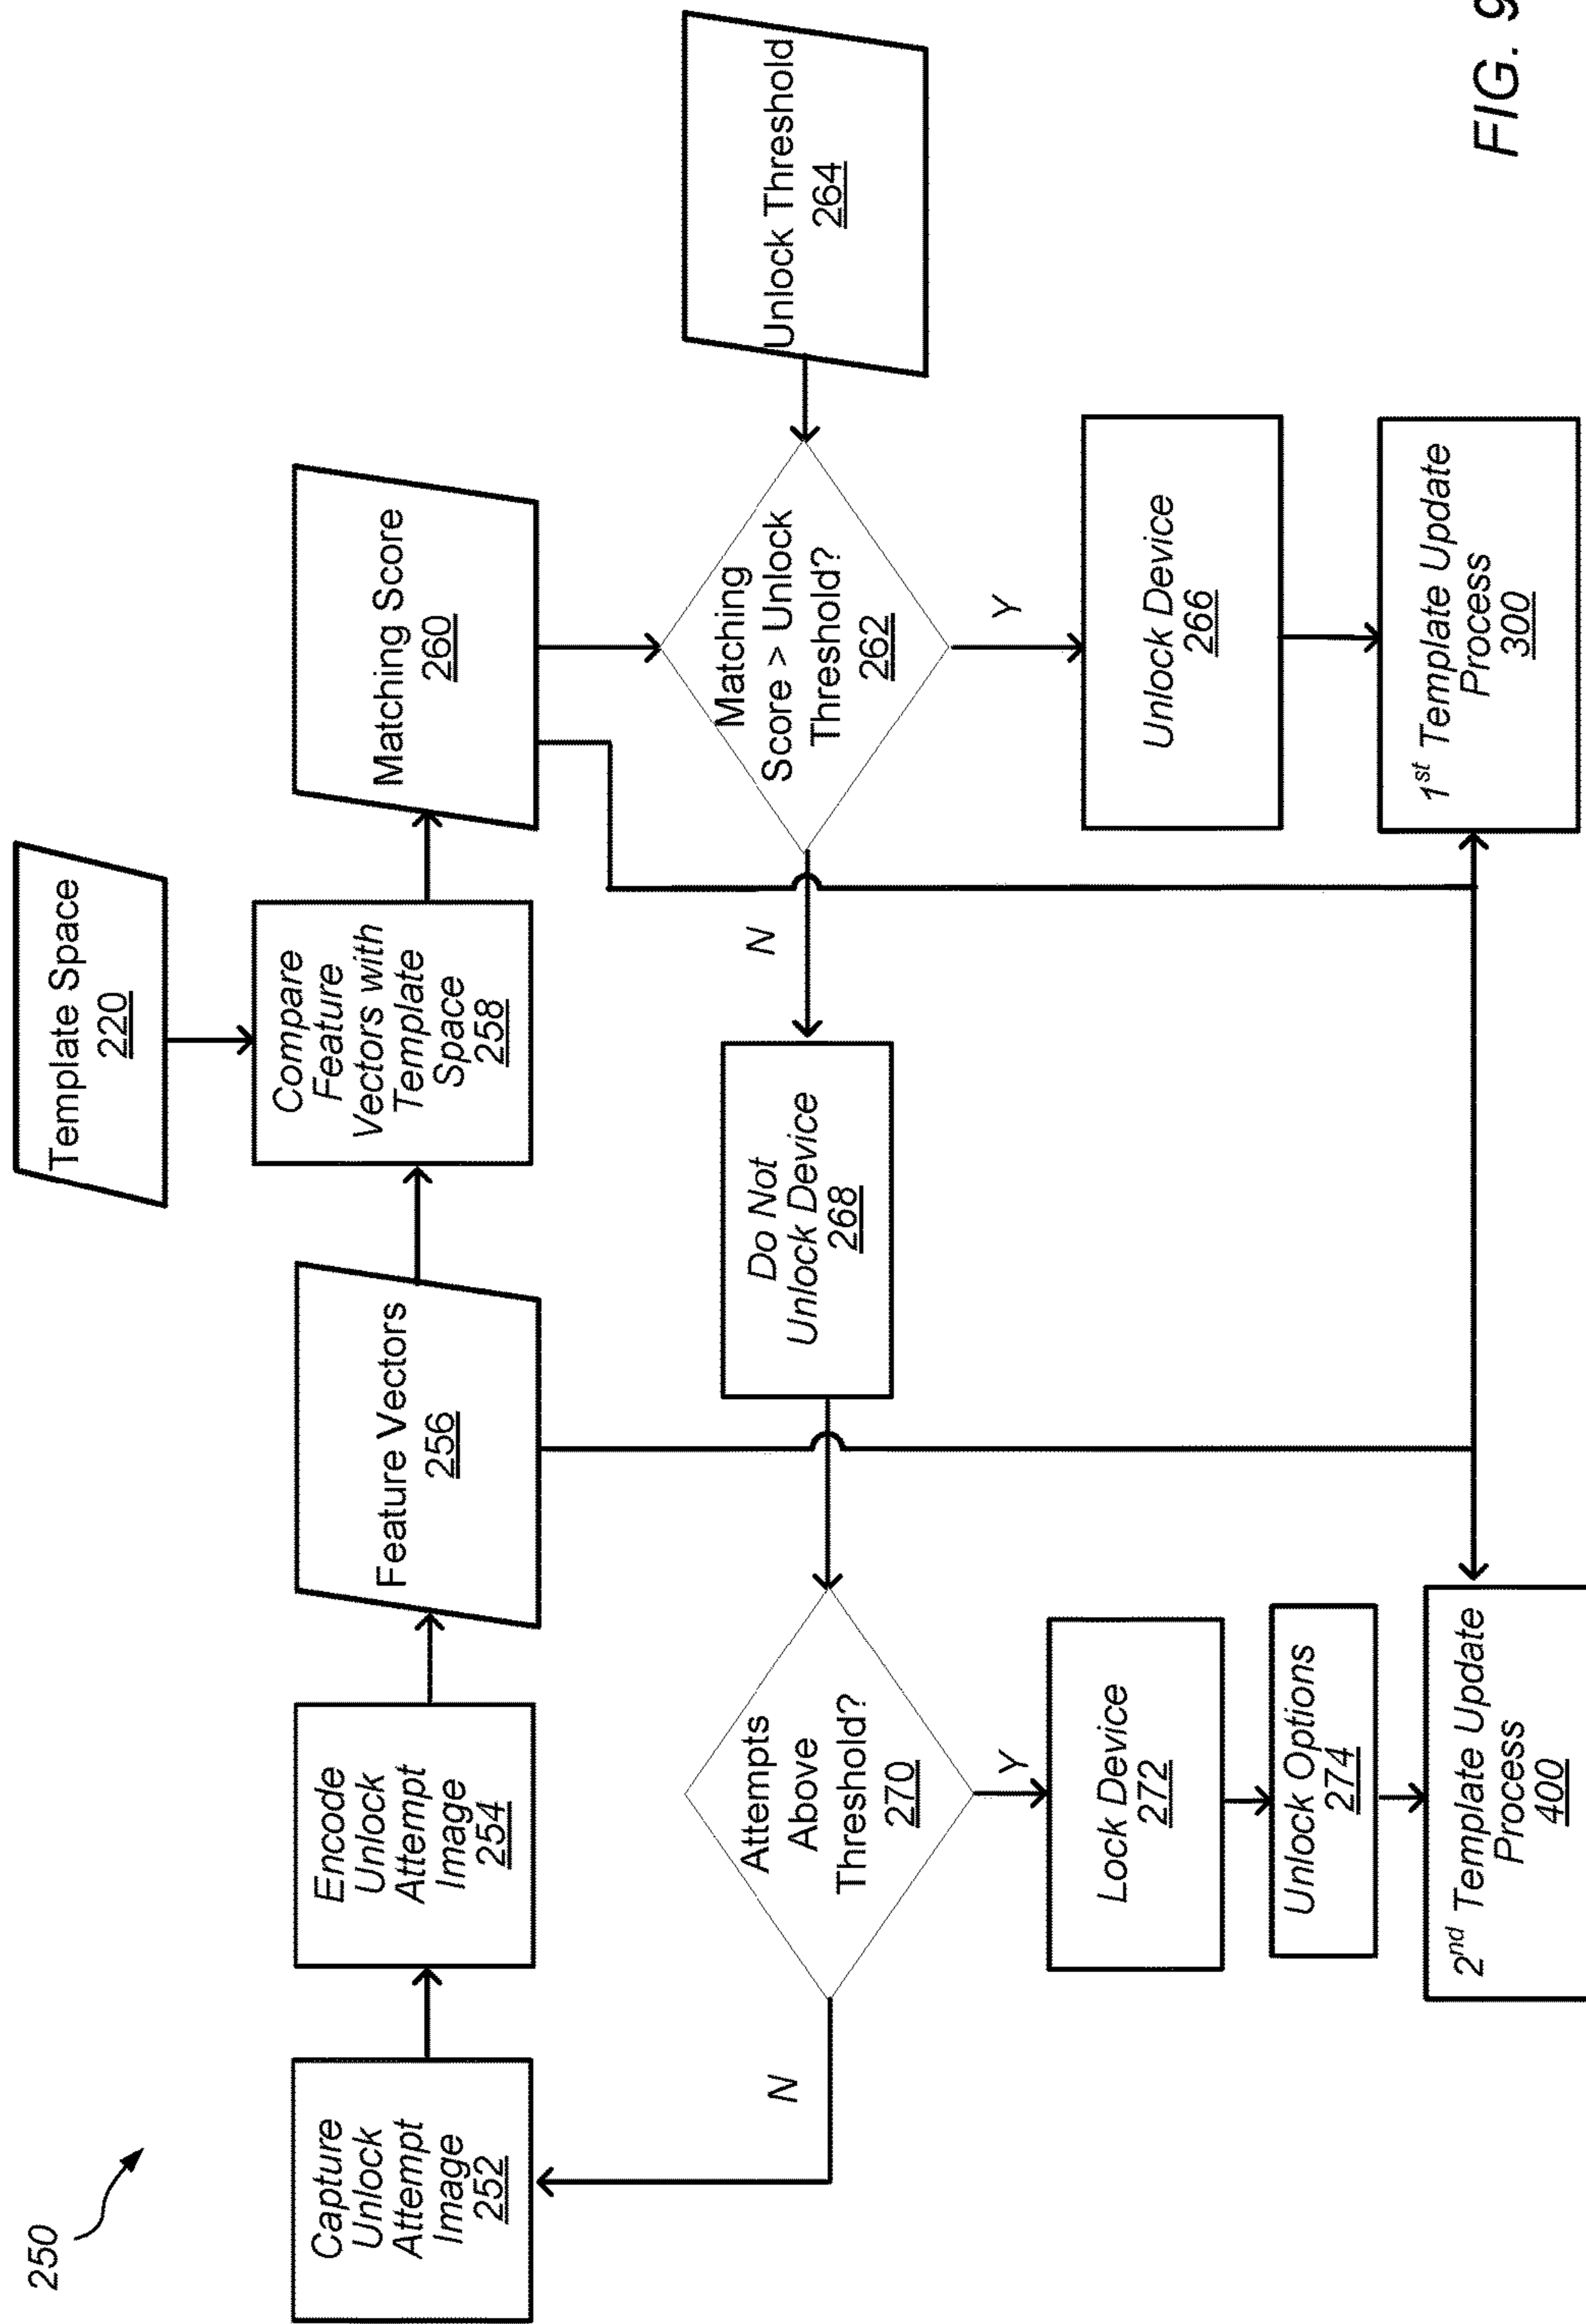 250
Template Space
220
Capture
Unlock
Attempt
Image
252
Encode
Unlock
Attempt
Image
254
Feature Vectors
256
Compare
Feature
Vectors with
Template
Space
258
Matching Score
260
Unlock Threshold
264
Matching
Score > Unlock
Threshold?
262
N
Y
Do Not
Unlock Device
268
Attempts
Above
Threshold?
270
N
Y
Unlock Device
266
Lock Device
272
Unlock Options
274
1st Template Update
Process
300
2nd Template Update
Process
400
FIG. 9